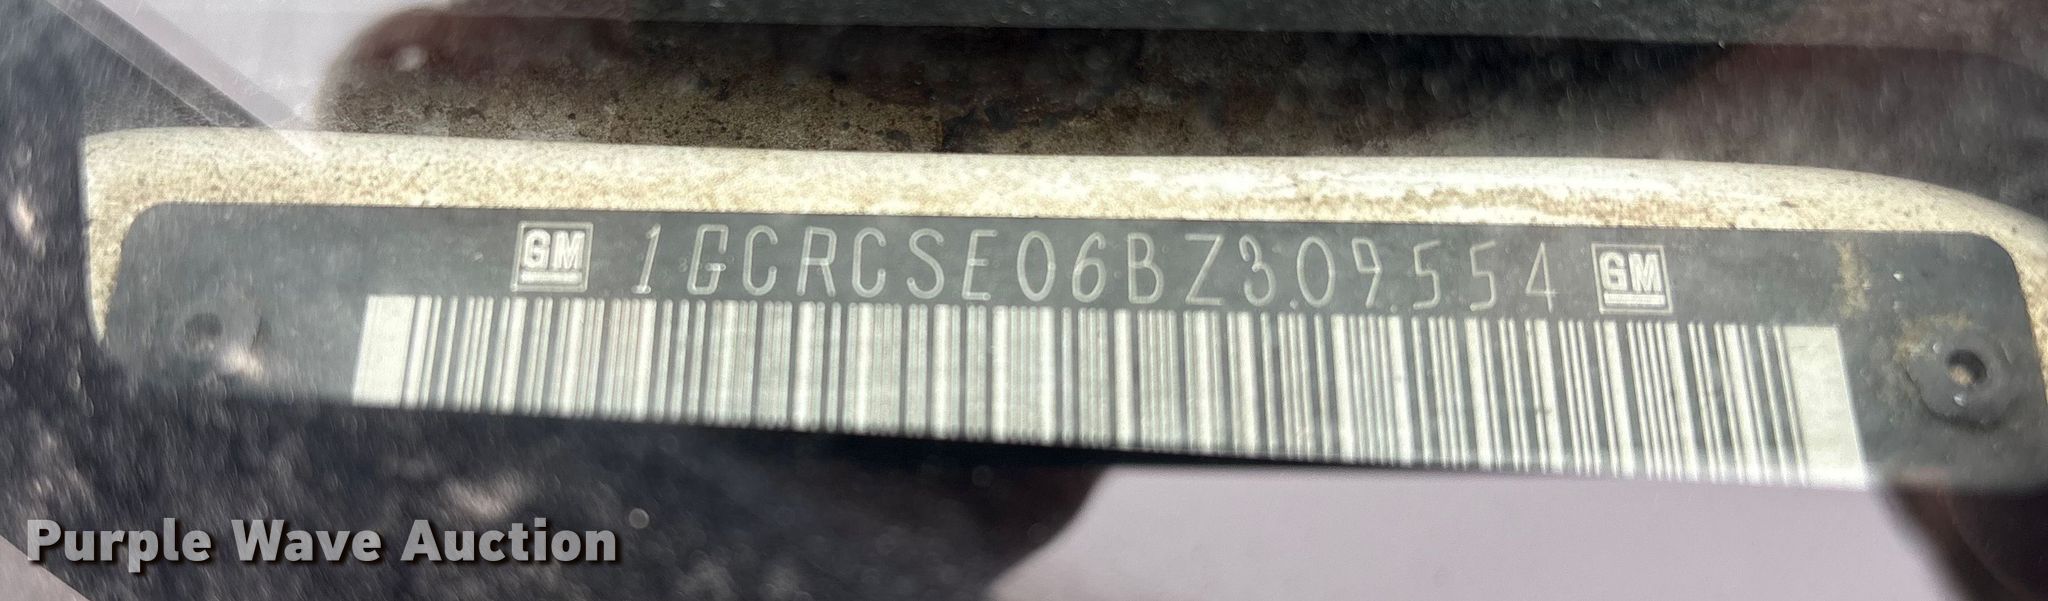 GM 1GCRCSE06BZ309554 GM
Purple Wave Auction